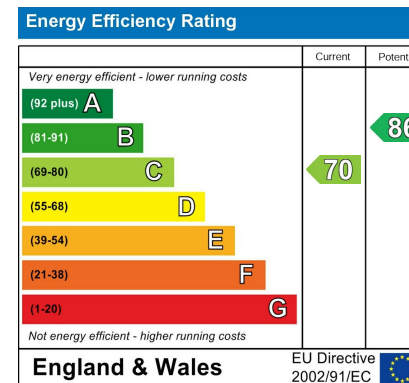 Energy Efficiency Rating
Current Potent
Very energy efficient - lower running costs
(92 plus) A
(81-91) B
86
(69-80) C
70
(55-68) D
(39-54) E
(21-38) F
(1-20) G
Not energy efficient - higher running costs
England & Wales
EU Directive
2002/91/EC